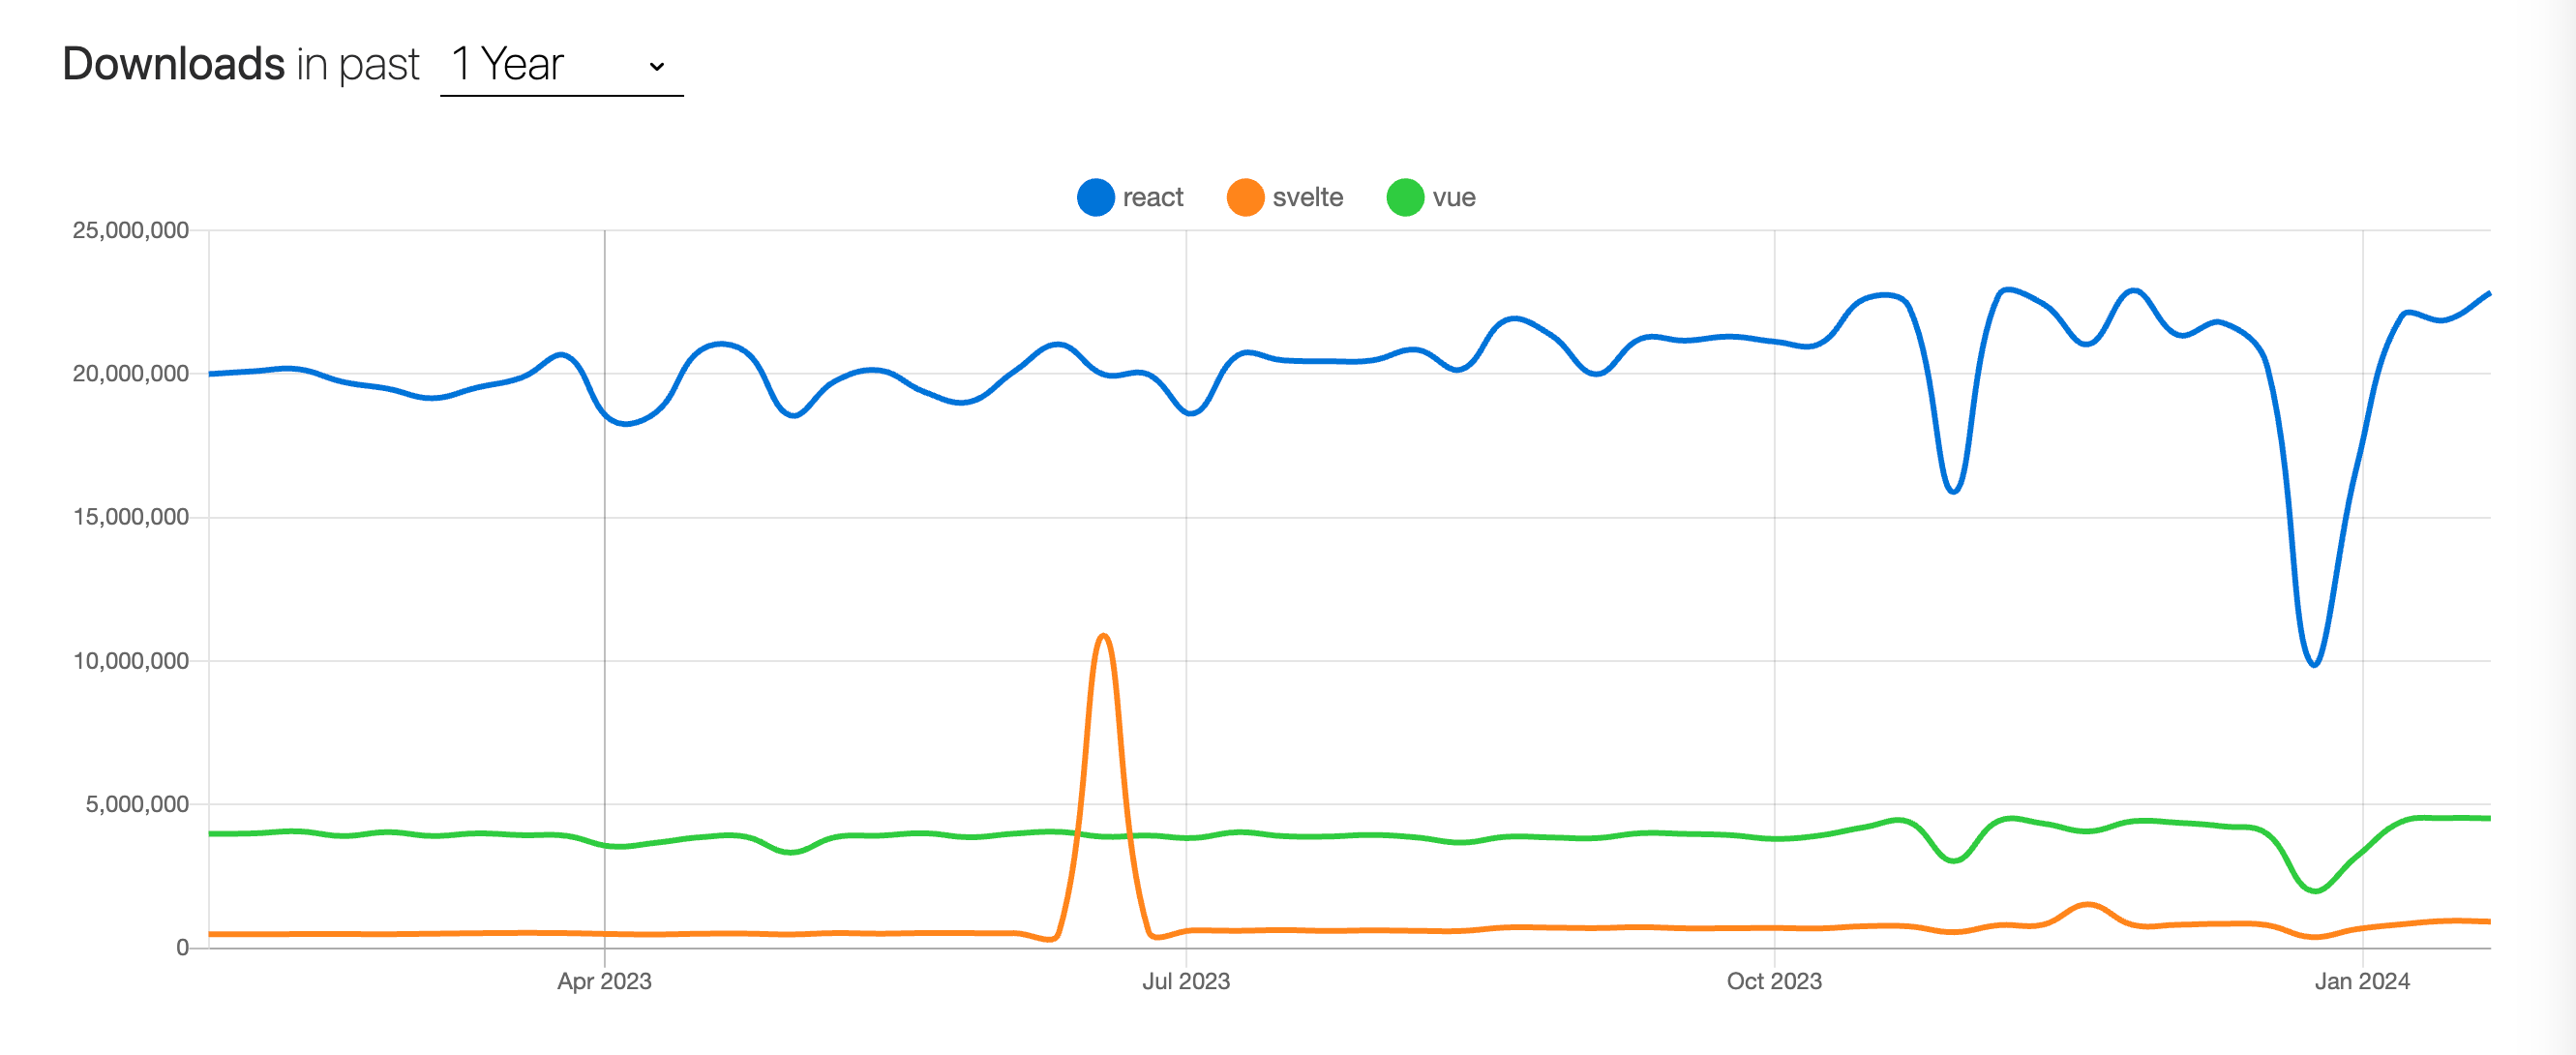 Downloads in past 1 Year
react svelte vue
25,000,000
20,000,000
15,000,000
10,000,000
5,000,000
0
Apr 2023 Jul 2023 Oct 2023 Jan 2024